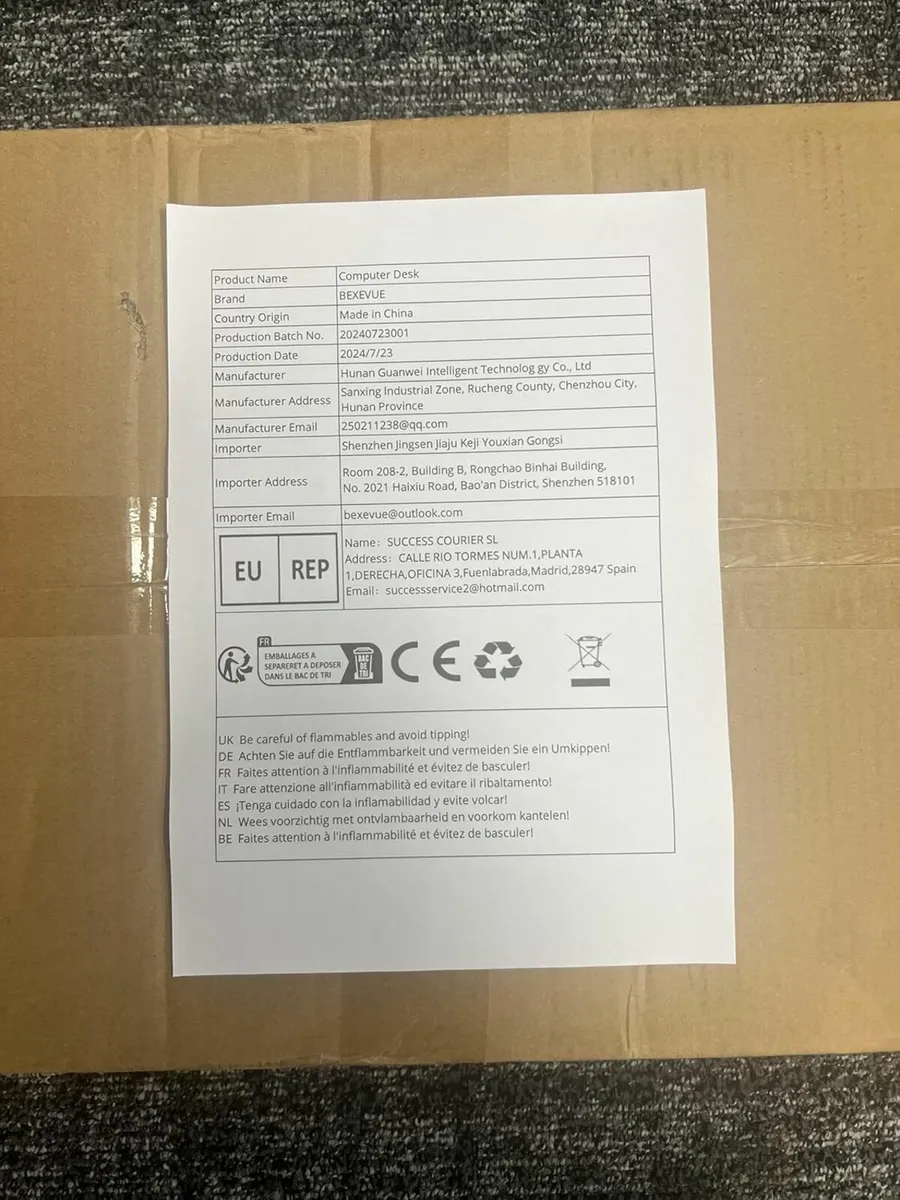 Product Name Computer Desk
Brand BEXEVUE
Country Origin Made in China
Production Batch No. 20240723001
Production Date 2024/7/23
Manufacturer Hunan Guanwei Intelligent Technolog gy Co., Ltd
Manufacturer Address Sanxing Industrial Zone, Rucheng County, Chenzhou City,
Hunan Province
Manufacturer Email 250211238@qq.com
Importer Shenzhen Jingsen Jiaju Keji Youxian Gongsi
Importer Address Room 208-2, Building B, Rongchao Binhai Building,
No. 2021 Haixiu Road, Bao'an District, Shenzhen 518101
Importer Email bexevue@outlook.com
EU REP
Name: SUCCESS COURIER SL
Address: CALLE RIO TORMES NUM.1,PLANTA
1,DERECHA,OFICINA 3,Fuenlabrada,Madrid,28947 Spain
Email: successservice2@hotmail.com
FR
EMBALLAGES A
SEPARERET A DEPOSER
DANS LE BAC DE TRI
BAC
DE
TRI
CE
UK Be careful of flammables and avoid tipping!
DE Achten Sie auf die Entflammbarkeit und vermeiden Sie ein Umkippen!
FR Faites attention à l'inflammabilité et évitez de basculer!
IT Fare attenzione all'infiammabilità ed evitare il ribaltamento!
ES ¡Tenga cuidado con la inflamabilidad y evite volcar!
NL Wees voorzichtig met ontvlambaarheid en voorkom kantelen!
BE Faites attention à l'inflammabilité et évitez de basculer!